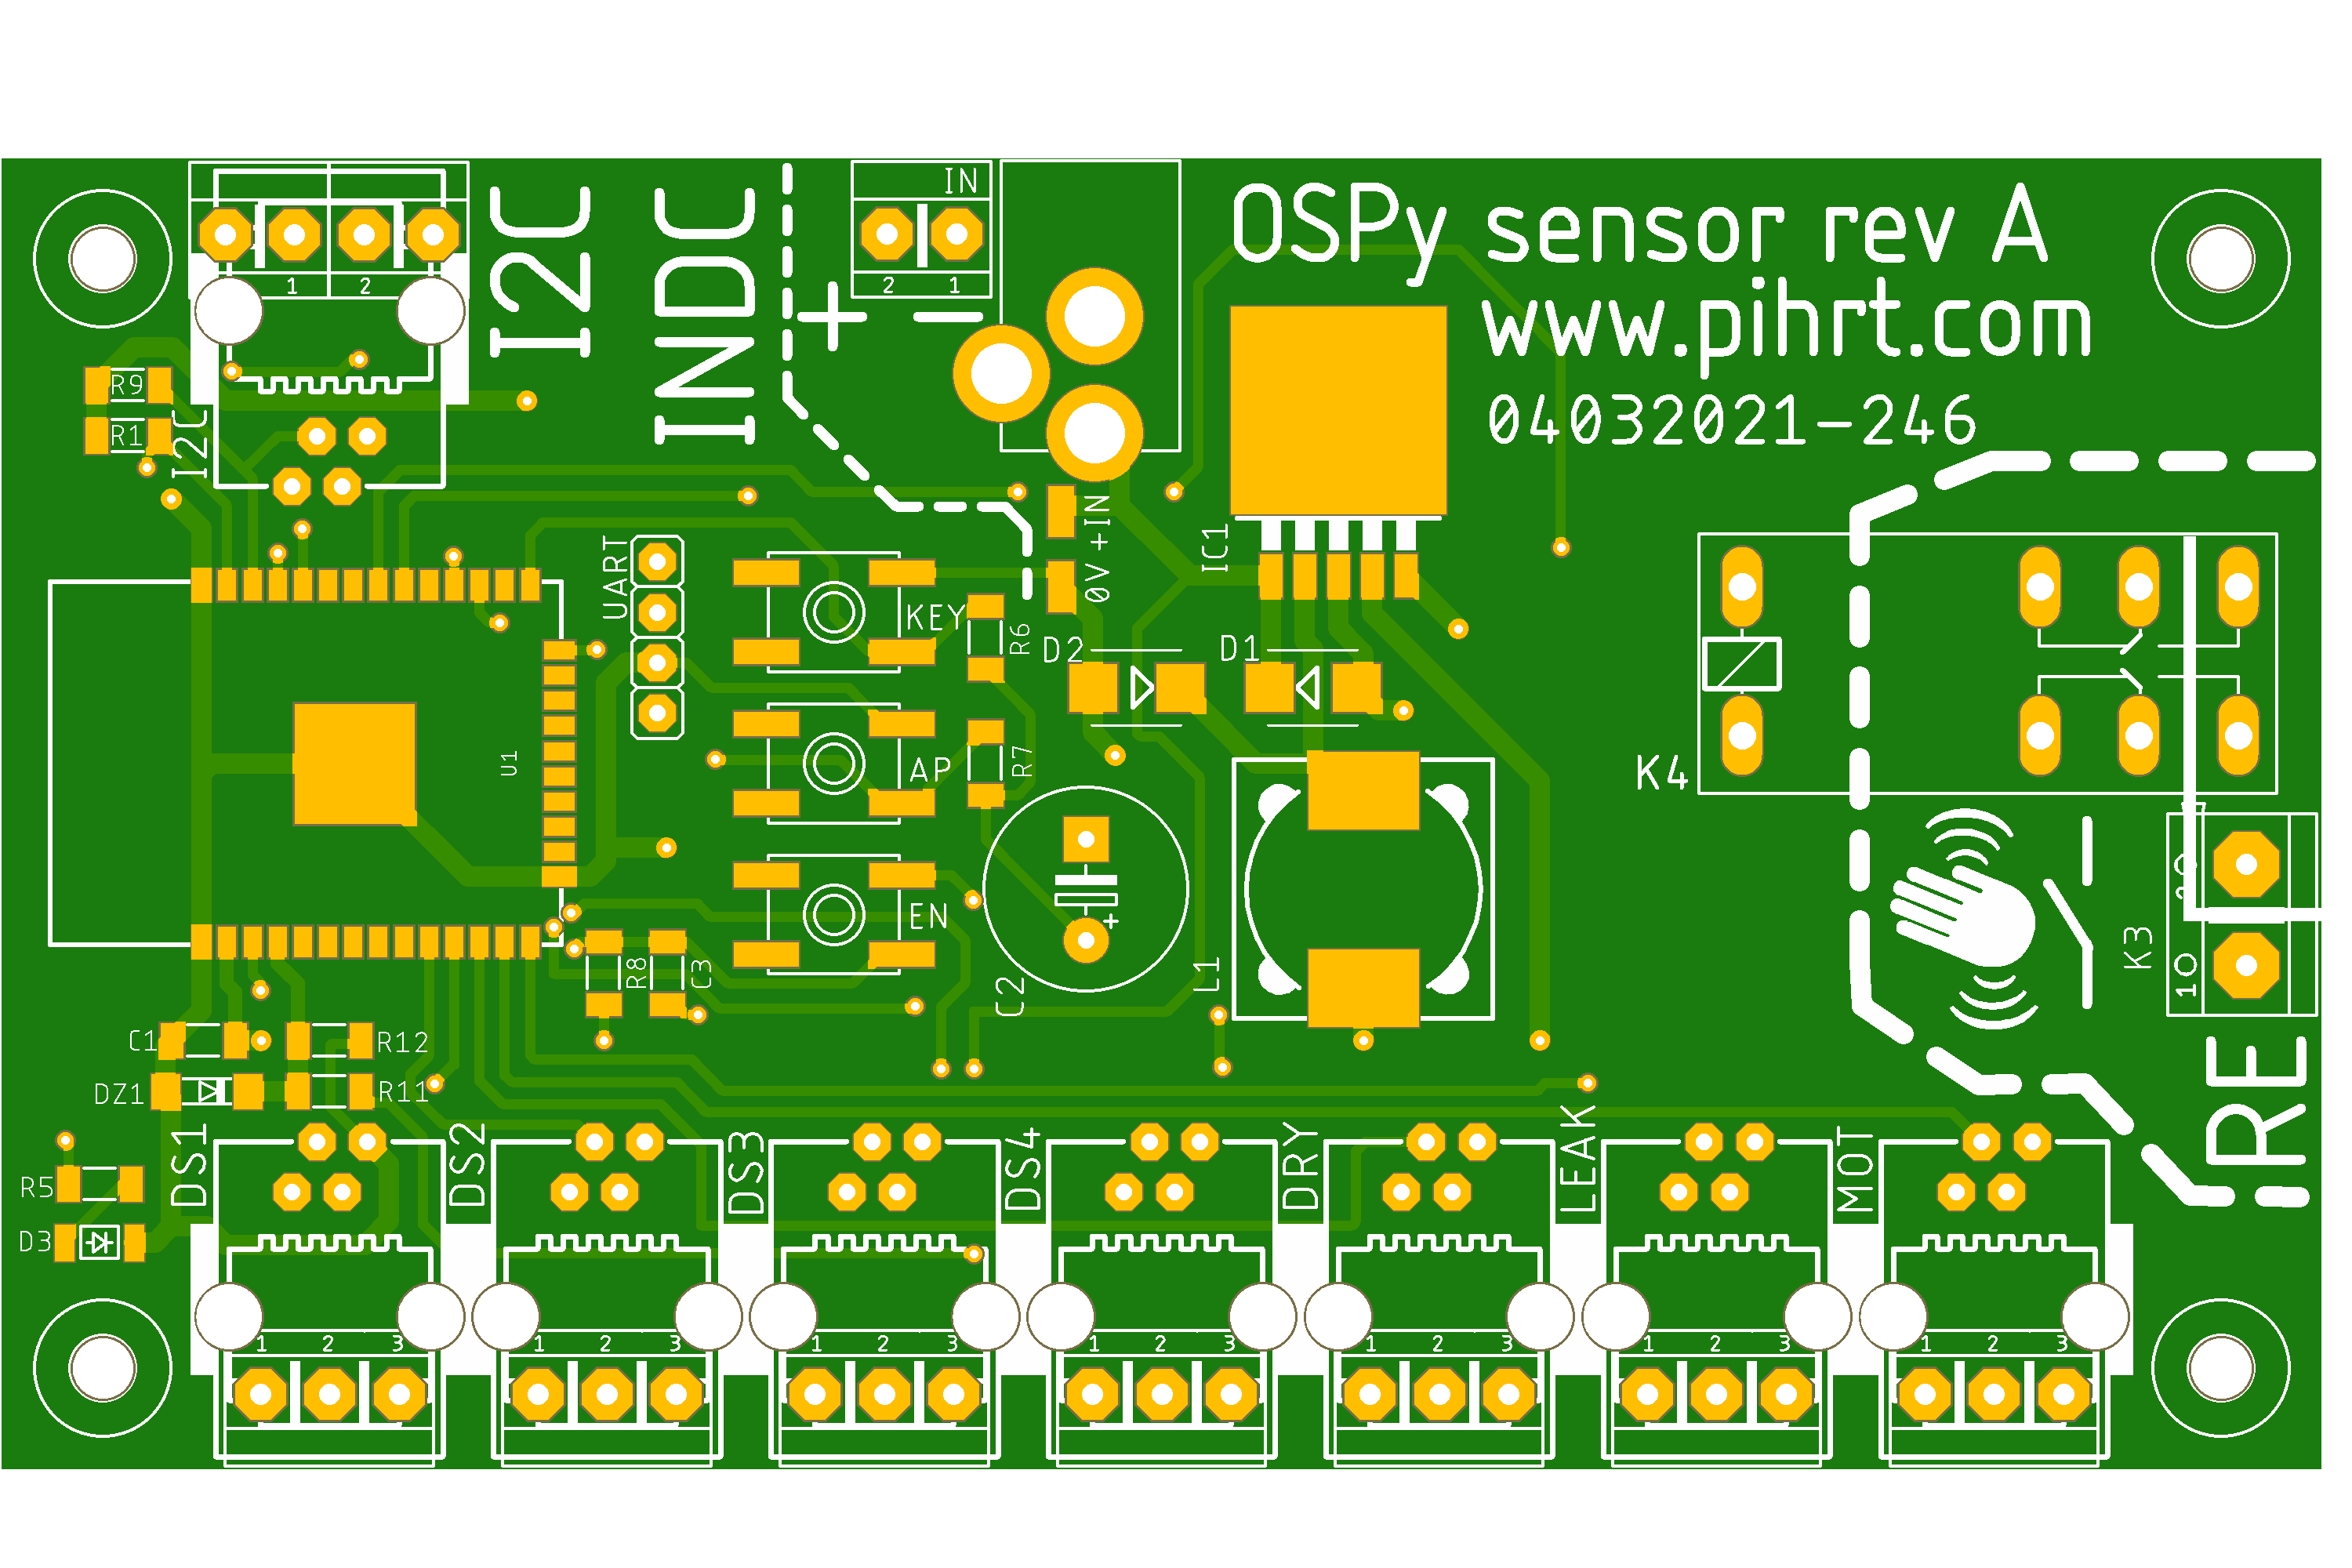 OSPy sensor rev A
www.pihrt.com
04032021-246
I2C
INDC
IN
2 1
+ −
1 2
R9
R1
I2C
0V +IN
IC1
UART
KEY
R6
D2
D1
U1
AP
R7
K4
EN
R8
C3
C2
L1
+
K3
1
C1
R12
DZ1
R11
RE
R5
D3
DS1
DS2
DS3
DS4
DRY
LEAK
MOT
1 2 3
1 2 3
1 2 3
1 2 3
1 2 3
1 2 3
1 2 3